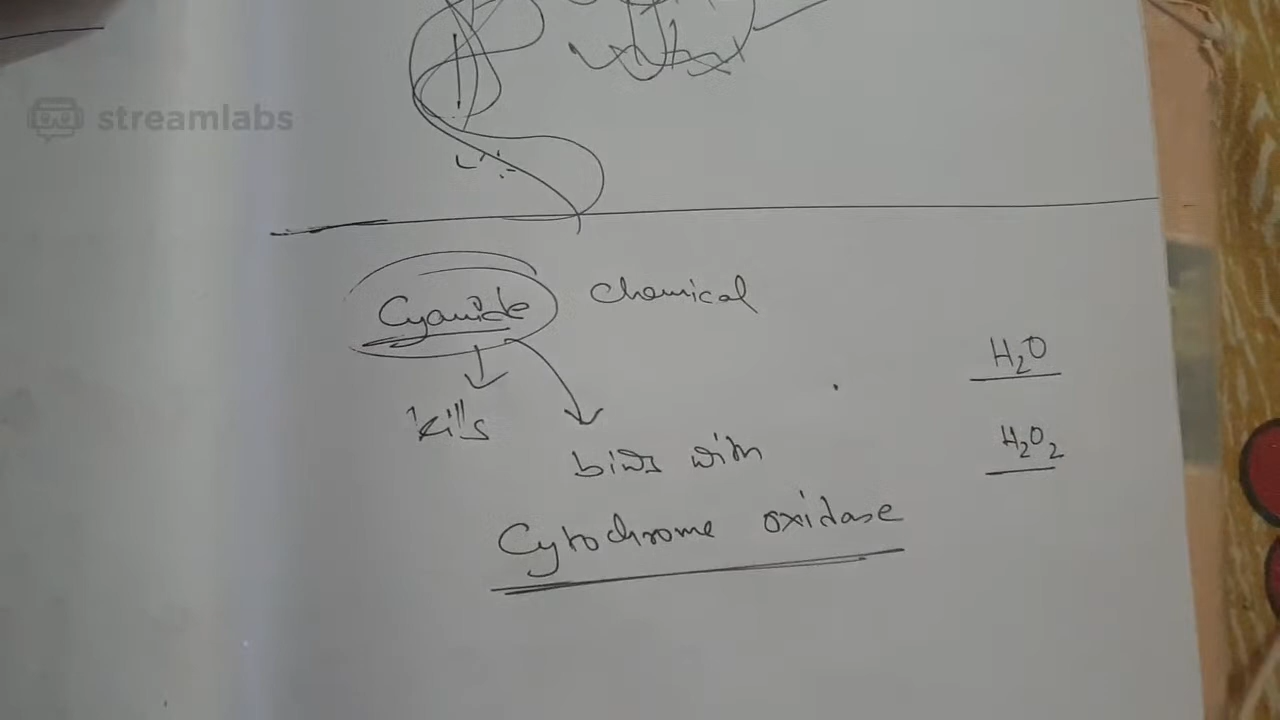 streamlabs
Cyanide chemical
kills
binds with
Cytochrome oxidase
H₂O
H₂O₂